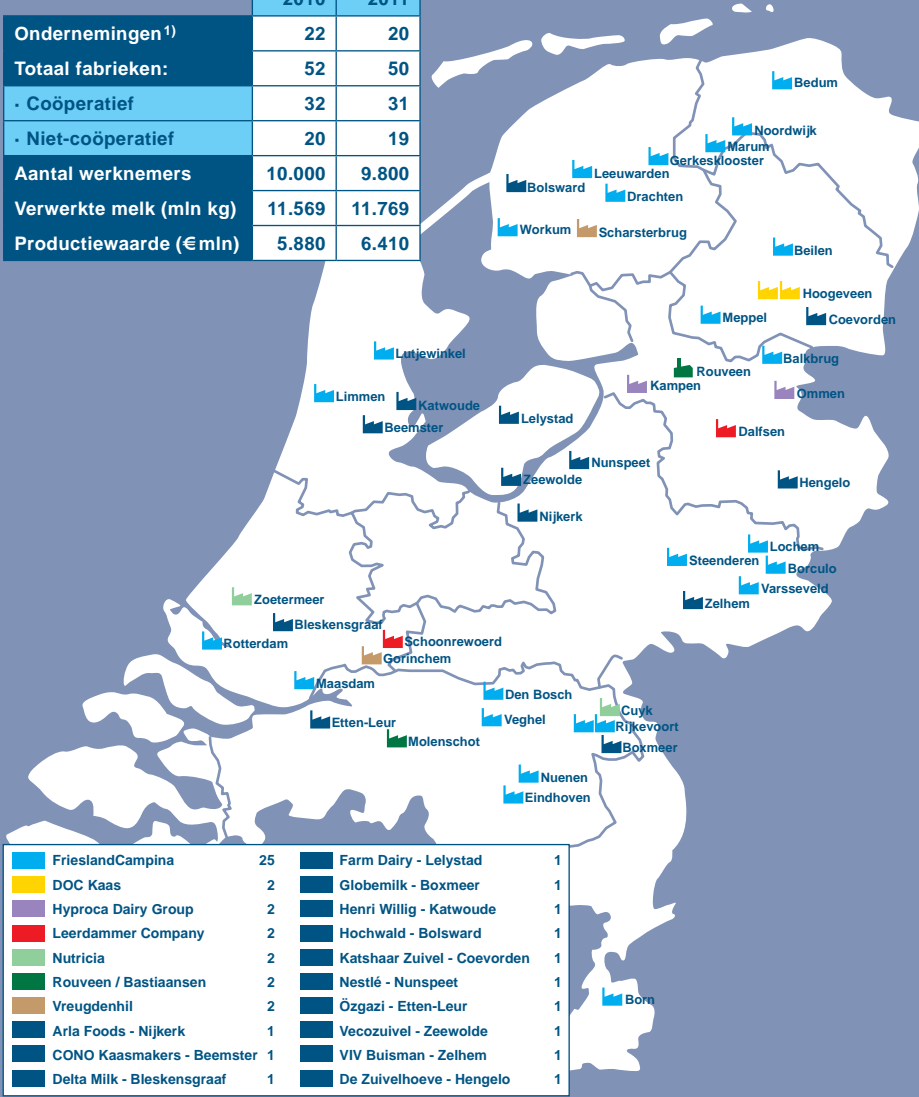 2010 2011
Ondernemingen1) 22 20
Totaal fabrieken: 52 50
· Coöperatief 32 31
· Niet-coöperatief 20 19
Aantal werknemers 10.000 9.800
Verwerkte melk (mln kg) 11.569 11.769
Productiewaarde (€ mln) 5.880 6.410
Bedum
Noordwijk
Marum
Gerkesklooster
Leeuwarden
Bolsward
Drachten
Workum
Scharsterbrug
Beilen
Hoogeveen
Meppel
Coevorden
Lutjewinkel
Balkbrug
Rouveen
Kampen
Ommen
Limmen
Katwoude
Beemster
Lelystad
Dalfsen
Nunspeet
Zeewolde
Hengelo
Nijkerk
Lochem
Steenderen
Borculo
Varsseveld
Zelhem
Zoetermeer
Bleskensgraaf
Rotterdam
Schoonrewoerd
Gorinchem
Maasdam
Den Bosch
Cuyk
Etten-Leur
Veghel
Rijkevoort
Molenschot
Boxmeer
Nuenen
Eindhoven
Born
FrieslandCampina 25
DOC Kaas 2
Hyproca Dairy Group 2
Leerdammer Company 2
Nutricia 2
Rouveen / Bastiaansen 2
Vreugdenhil 2
Arla Foods - Nijkerk 1
CONO Kaasmakers - Beemster 1
Delta Milk - Bleskensgraaf 1
Farm Dairy - Lelystad 1
Globemilk - Boxmeer 1
Henri Willig - Katwoude 1
Hochwald - Bolsward 1
Katshaar Zuivel - Coevorden 1
Nestlé - Nunspeet 1
Özgazi - Etten-Leur 1
Vecozuivel - Zeewolde 1
VIV Buisman - Zelhem 1
De Zuivelhoeve - Hengelo 1